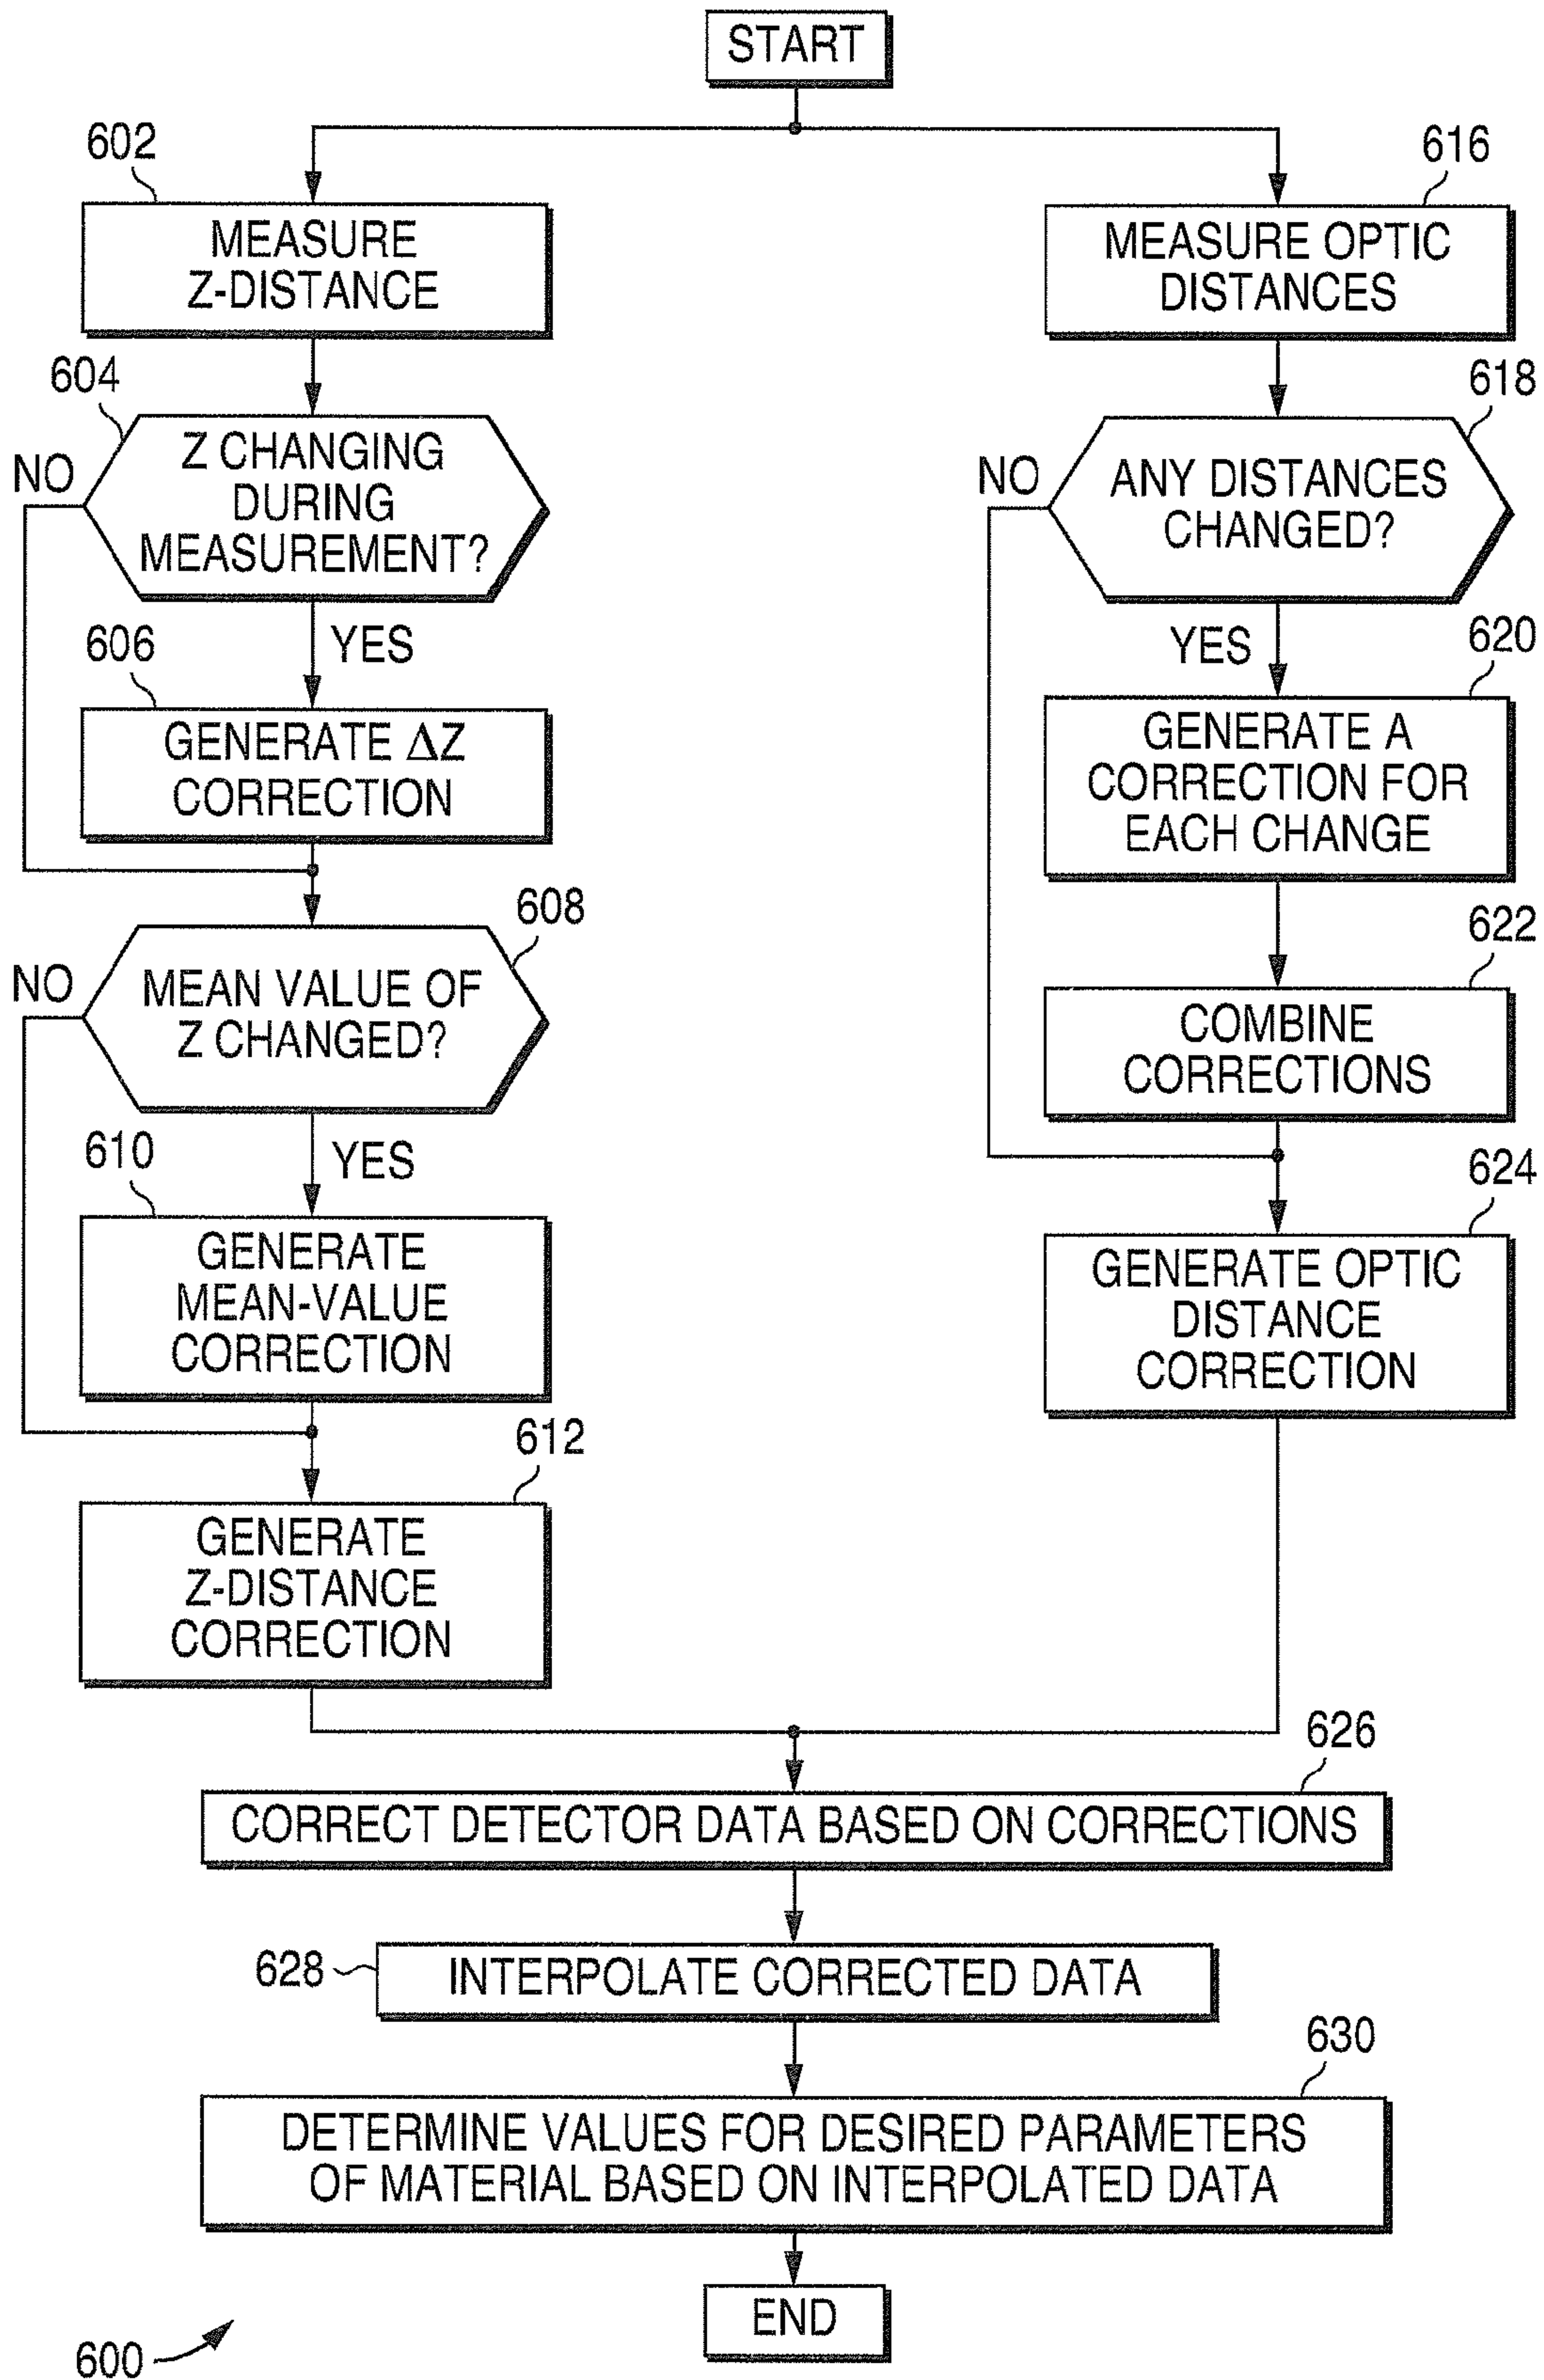 START
602
MEASURE
Z-DISTANCE
604
Z CHANGING
DURING
MEASUREMENT?
NO
YES
606
GENERATE ΔZ
CORRECTION
608
MEAN VALUE OF
Z CHANGED?
NO
YES
610
GENERATE
MEAN-VALUE
CORRECTION
612
GENERATE
Z-DISTANCE
CORRECTION
616
MEASURE OPTIC
DISTANCES
618
ANY DISTANCES
CHANGED?
NO
YES
620
GENERATE A
CORRECTION FOR
EACH CHANGE
622
COMBINE
CORRECTIONS
624
GENERATE OPTIC
DISTANCE
CORRECTION
626
CORRECT DETECTOR DATA BASED ON CORRECTIONS
628
INTERPOLATE CORRECTED DATA
630
DETERMINE VALUES FOR DESIRED PARAMETERS
OF MATERIAL BASED ON INTERPOLATED DATA
END
600